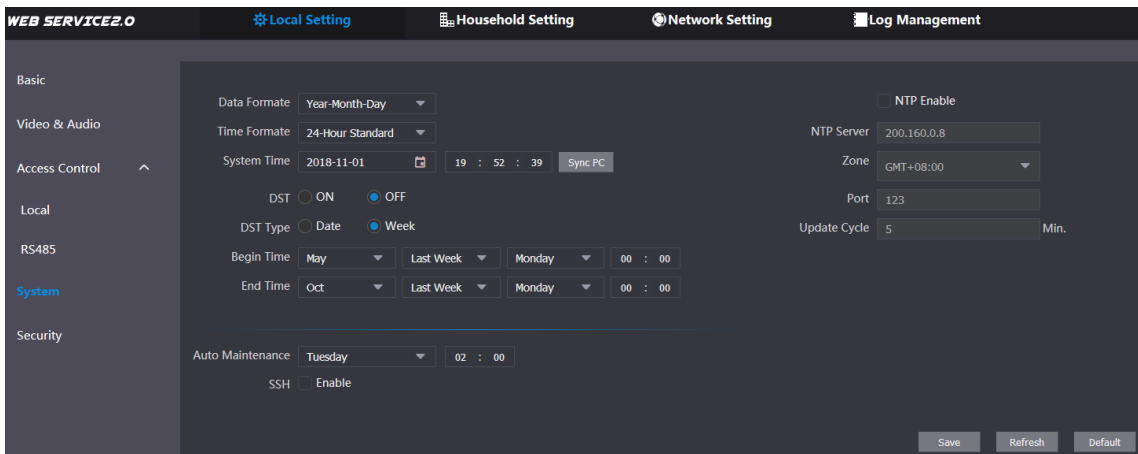 WEB SERVICE2.0 Local Setting Household Setting Network Setting Log Management
Basic
Video & Audio
Access Control
Local
RS485
System
Security
Data Formate Year-Month-Day
Time Formate 24-Hour Standard
System Time 2018-11-01 19 : 52 : 39 Sync PC
DST ON OFF
DST Type Date Week
Begin Time May Last Week Monday 00 : 00
End Time Oct Last Week Monday 00 : 00
Auto Maintenance Tuesday 02 : 00
SSH Enable
NTP Enable
NTP Server 200.160.0.8
Zone GMT+08:00
Port 123
Update Cycle 5 Min.
Save Refresh Default